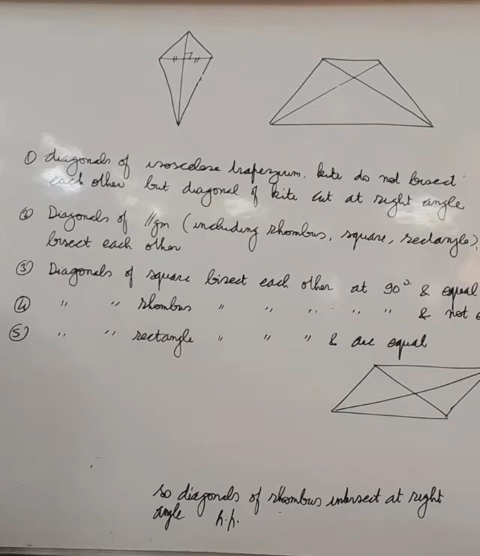 ① diagonals of isoscelese trapezium. kite do not bisect
each other but diagonal of kite cut at right angle
② Diagonals of //gm (including rhombus, square, rectangle)
bisect each other
③ Diagonals of square bisect each other at 90° & equal
④ " " rhombus " " " " " & not
⑤ " " rectangle " " " & are equal
so diagonals of rhombus intersect at right
angle h.p.